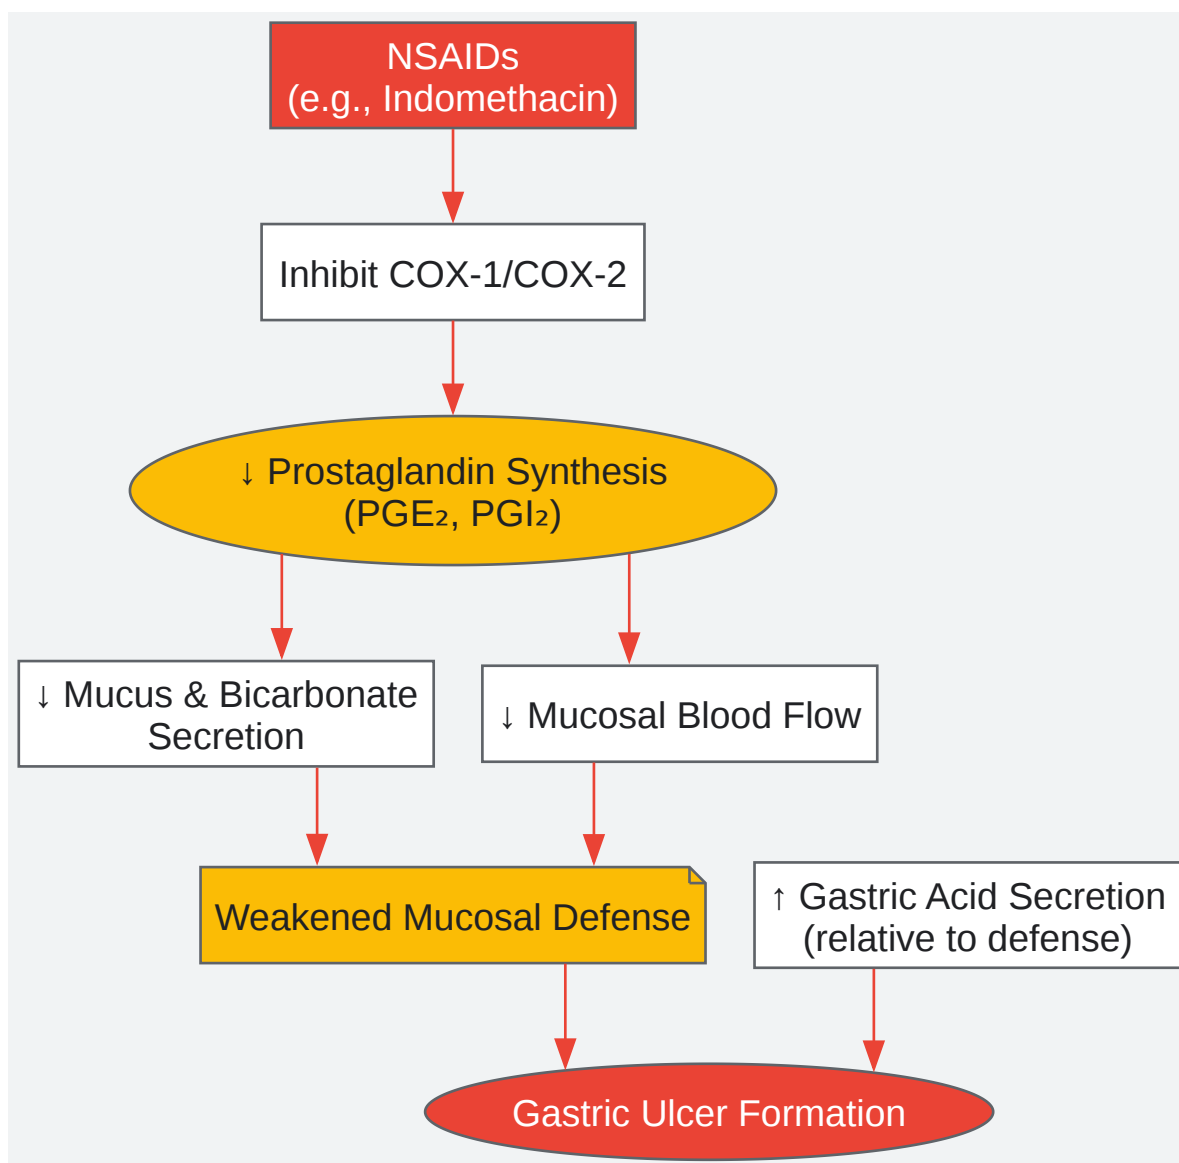 NSAIDs
(e.g., Indomethacin)
Inhibit COX-1/COX-2
↓ Prostaglandin Synthesis
(PGE₂, PGI₂)
↓ Mucus & Bicarbonate
Secretion
↓ Mucosal Blood Flow
Weakened Mucosal Defense
↑ Gastric Acid Secretion
(relative to defense)
Gastric Ulcer Formation